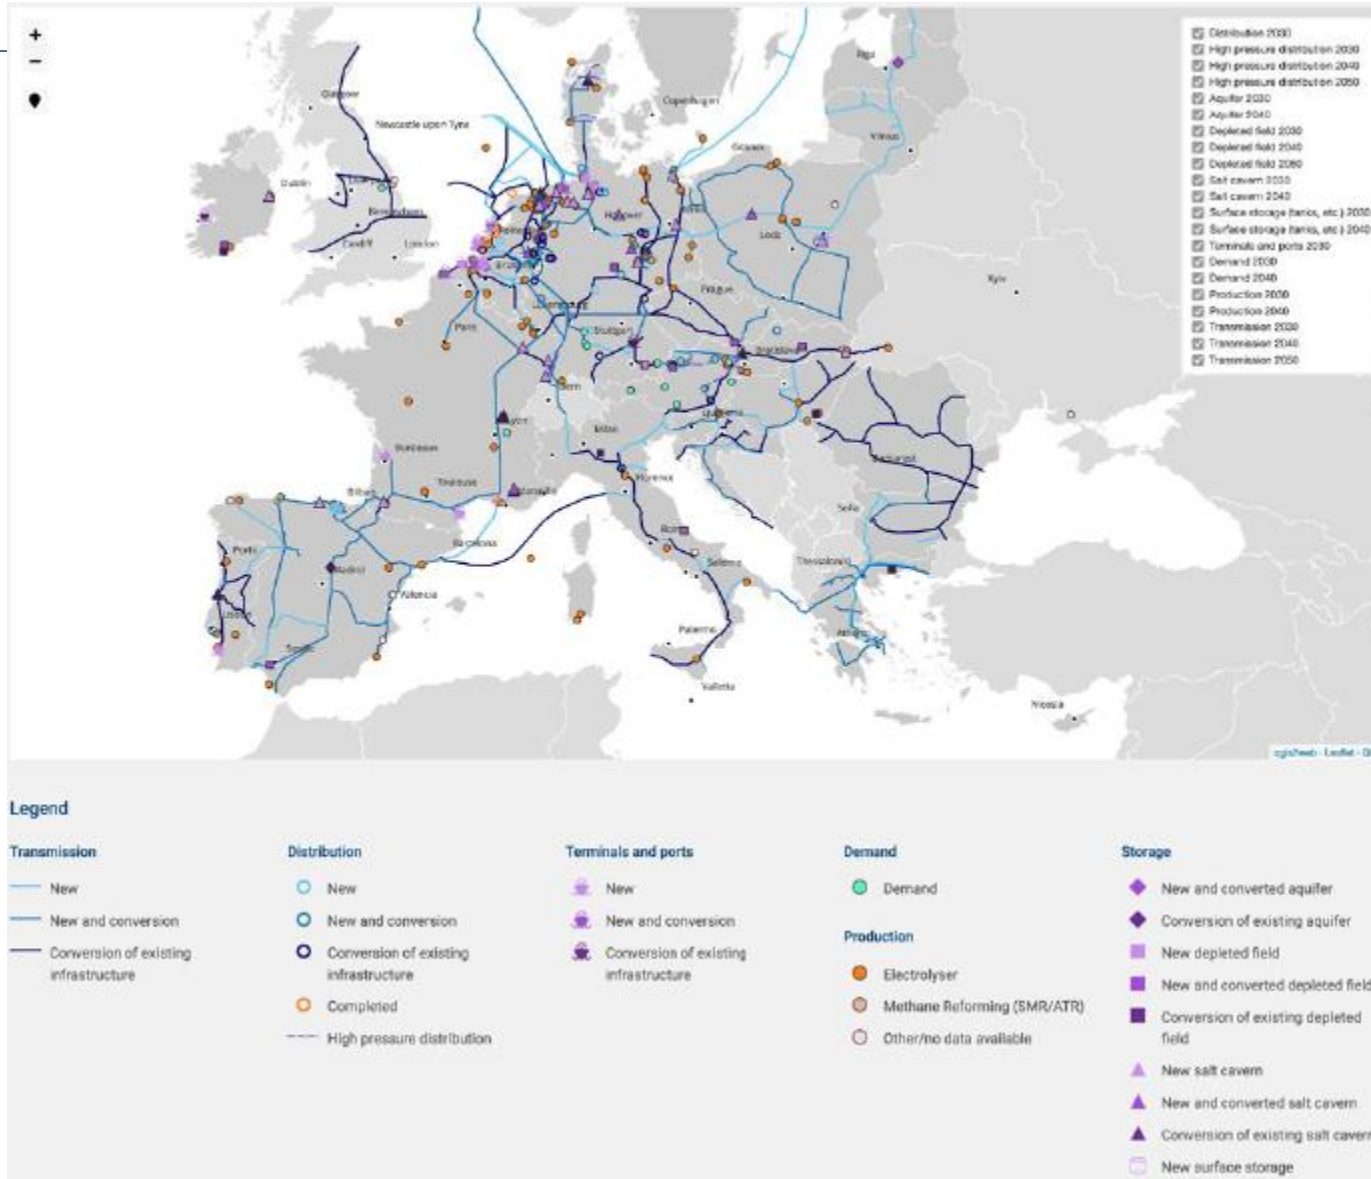 +
−
Distribution 2030
High pressure distribution 2030
High pressure distribution 2040
High pressure distribution 2050
Aquifer 2030
Aquifer 2040
Depleted field 2030
Depleted field 2040
Depleted field 2050
Salt cavern 2030
Salt cavern 2040
Surface storage (tanks, etc.) 2030
Surface storage (tanks, etc.) 2040
Terminals and ports 2030
Demand 2030
Demand 2040
Production 2030
Production 2040
Transmission 2030
Transmission 2040
Transmission 2050
Riga
Glasgow
Copenhagen
Newcastle upon Tyne
Vilnius
Gdansk
Dublin
Birmingham
Cardiff
London
Lodz
Kyiv
Prague
Paris
Stuttgart
Bratislava
Bern
Ljubljana
Lyon
Milan
Bordeaux
Bucharest
Toulouse
Marseille
Florence
Bilbao
Sofia
Rome
Barcelona
Porto
Salerno
Thessaloniki
Madrid
Valencia
Lisbon
Palermo
Athens
Seville
Valletta
Nicosia
Legend
Transmission
New
New and conversion
Conversion of existing
infrastructure
Distribution
New
New and conversion
Conversion of existing
infrastructure
Completed
High pressure distribution
Terminals and ports
New
New and conversion
Conversion of existing
infrastructure
Demand
Demand
Production
Electrolyser
Methane Reforming (SMR/ATR)
Other/no data available
Storage
New and converted aquifer
Conversion of existing aquifer
New depleted field
New and converted depleted field
Conversion of existing depleted
field
New salt cavern
New and converted salt cavern
Conversion of existing salt cavern
New surface storage